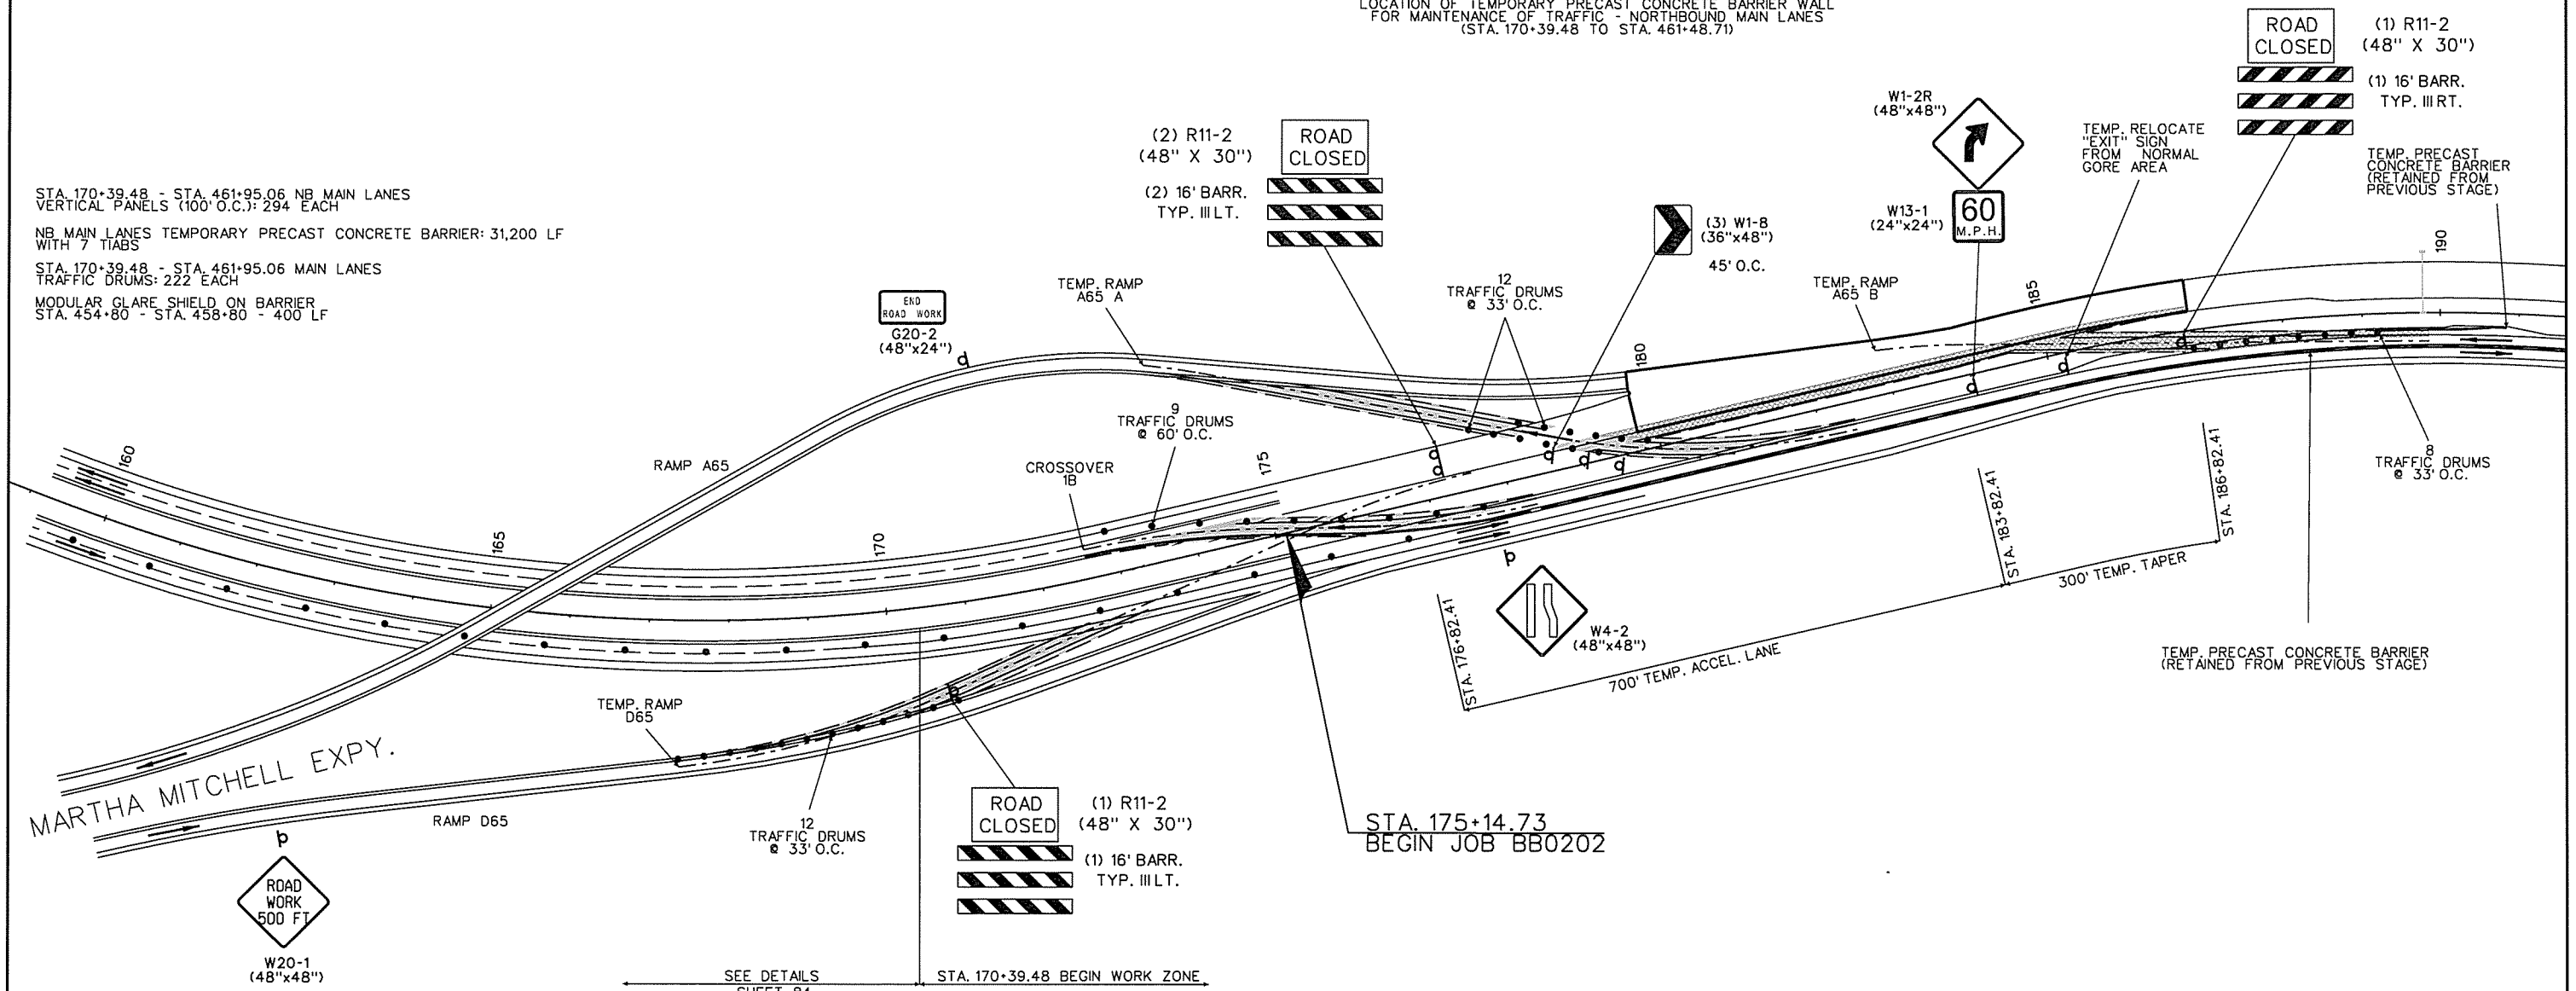 LOCATION OF TEMPORARY PRECAST CONCRETE BARRIER WALL
FOR MAINTENANCE OF TRAFFIC - NORTHBOUND MAIN LANES
(STA. 170+39.48 TO STA. 461+48.71)
ROAD
CLOSED
(1) R11-2
(48" X 30")
(1) 16' BARR.
TYP. III RT.
W1-2R
(48"x48")
W13-1
(24"x24")
60
M.P.H.
TEMP. RELOCATE
"EXIT" SIGN
FROM NORMAL
GORE AREA
TEMP. PRECAST
CONCRETE BARRIER
(RETAINED FROM
PREVIOUS STAGE)
(2) R11-2
(48" X 30")
ROAD
CLOSED
(2) 16' BARR.
TYP. III LT.
(3) W1-8
(36"x48")
45' O.C.
STA. 170+39.48 - STA. 461+95.06 NB MAIN LANES
VERTICAL PANELS (100' O.C.): 294 EACH
NB MAIN LANES TEMPORARY PRECAST CONCRETE BARRIER: 31,200 LF
WITH 7 TIABS
STA. 170+39.48 - STA. 461+95.06 MAIN LANES
TRAFFIC DRUMS: 222 EACH
MODULAR GLARE SHIELD ON BARRIER
STA. 454+80 - STA. 458+80 - 400 LF
END
ROAD WORK
G20-2
(48"x24")
TEMP. RAMP
A65 A
12
TRAFFIC DRUMS
@ 33' O.C.
TEMP. RAMP
A65 B
185
190
180
9
TRAFFIC DRUMS
@ 60' O.C.
CROSSOVER
1B
RAMP A65
160
165
170
175
8
TRAFFIC DRUMS
@ 33' O.C.
STA. 176+82.41
STA. 183+82.41
STA. 186+82.41
700' TEMP. ACCEL. LANE
300' TEMP. TAPER
W4-2
(48"x48")
TEMP. PRECAST CONCRETE BARRIER
(RETAINED FROM PREVIOUS STAGE)
TEMP. RAMP
D65
MARTHA MITCHELL EXPY.
RAMP D65
12
TRAFFIC DRUMS
@ 33' O.C.
ROAD
CLOSED
(1) R11-2
(48" X 30")
(1) 16' BARR.
TYP. III LT.
STA. 175+14.73
BEGIN JOB BB0202
ROAD
WORK
500 FT
W20-1
(48"x48")
SEE DETAILS
SHEET 84
STA. 170+39.48 BEGIN WORK ZONE